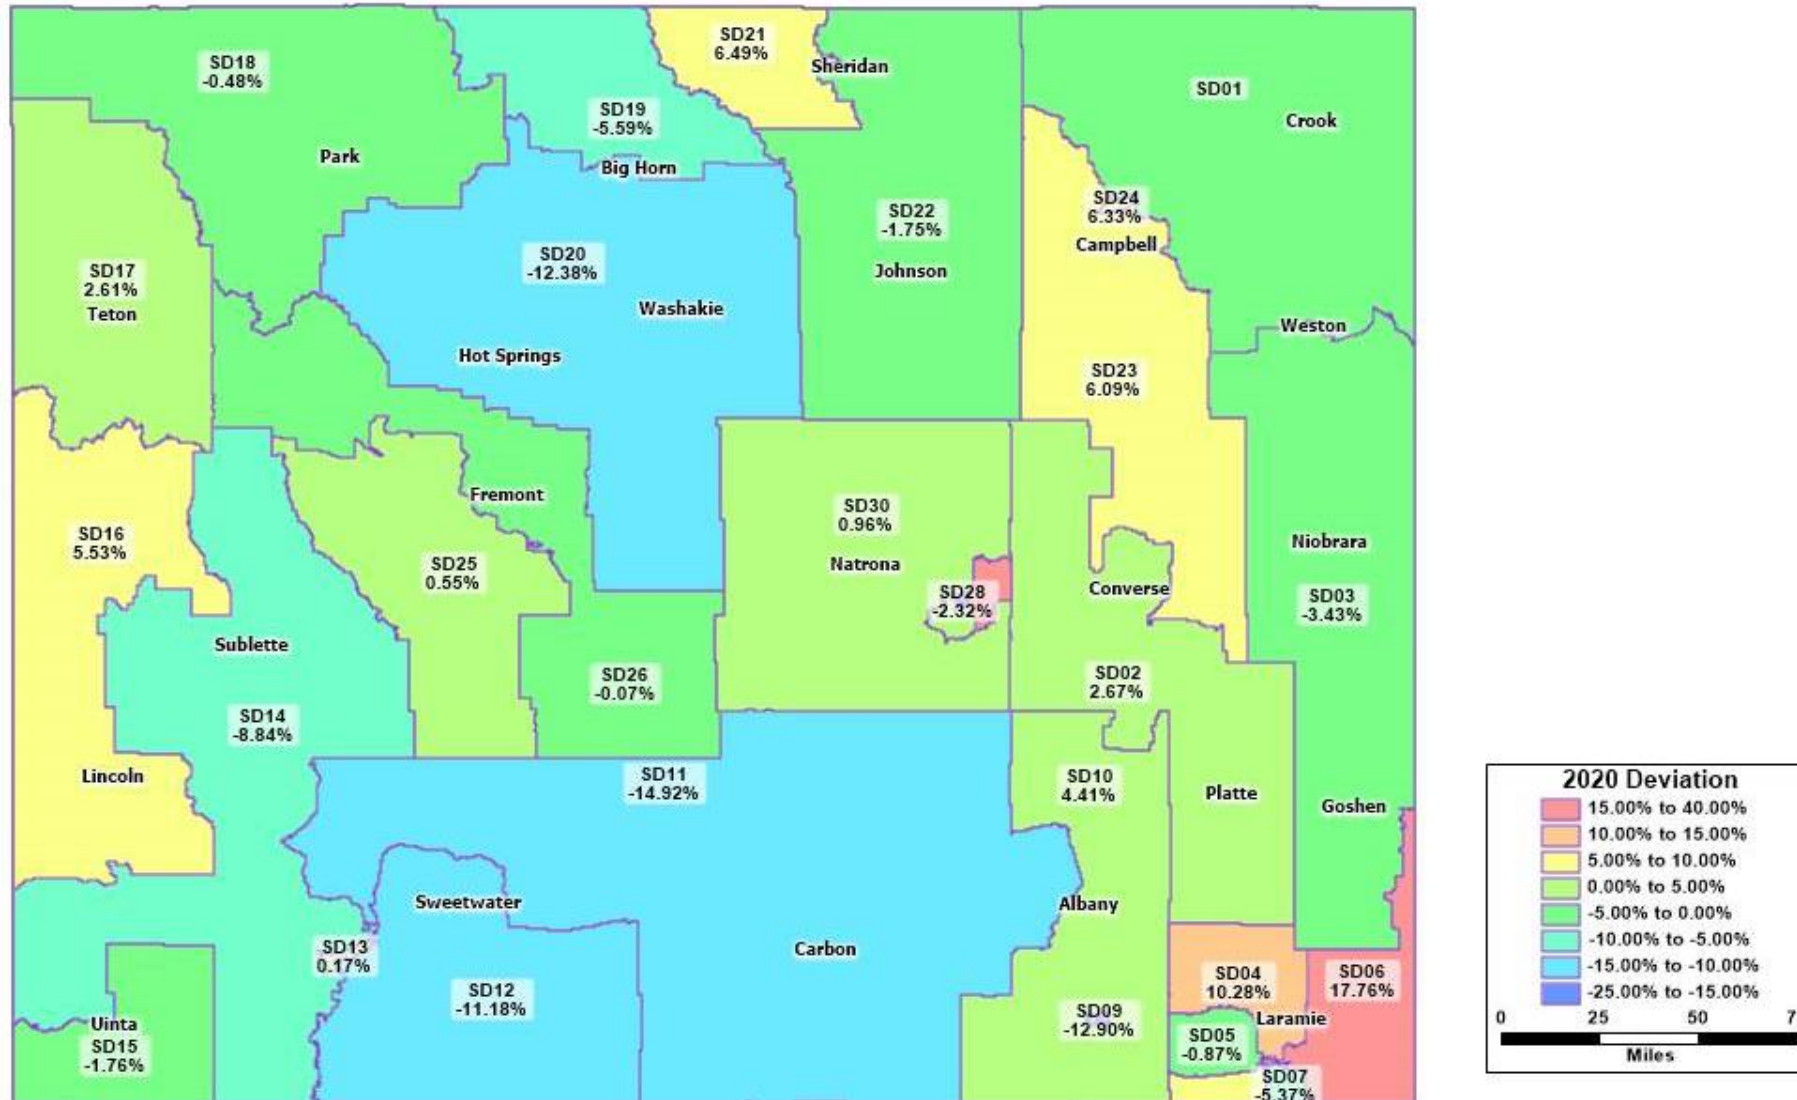 SD18
-0.48%
Park
SD19
-5.59%
Big Horn
SD21
6.49%
Sheridan
SD01
Crook
SD17
2.61%
Teton
SD20
-12.38%
Washakie
Hot Springs
SD22
-1.75%
Johnson
SD24
6.33%
Campbell
Weston
SD23
6.09%
SD16
5.53%
Fremont
SD25
0.55%
SD30
0.96%
Natrona
SD28
-2.32%
Converse
Niobrara
SD03
-3.43%
Sublette
SD26
-0.07%
SD02
2.67%
SD14
-8.84%
Lincoln
SD11
-14.92%
SD10
4.41%
Platte
Goshen
Sweetwater
Albany
Carbon
SD13
0.17%
SD12
-11.18%
SD09
-12.90%
SD04
10.28%
SD06
17.76%
Laramie
Uinta
SD15
-1.76%
SD05
-0.87%
SD07
-5.37%
2020 Deviation
15.00% to 40.00%
10.00% to 15.00%
5.00% to 10.00%
0.00% to 5.00%
-5.00% to 0.00%
-10.00% to -5.00%
-15.00% to -10.00%
-25.00% to -15.00%
0 25 50 7
Miles